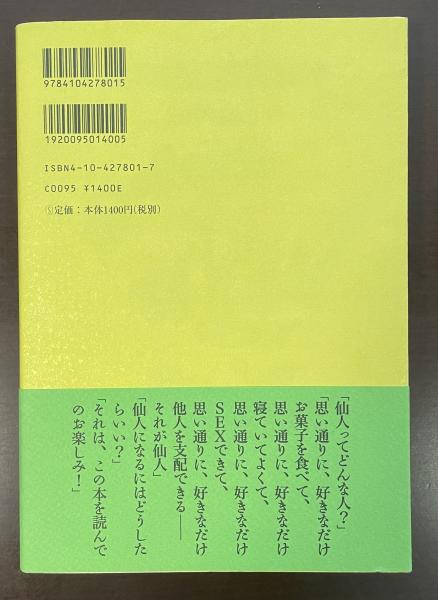 9784104278015
1920095014005
ISBN4-10-427801-7
C0095 ¥1400E
Ⓢ定価:本体1400円(税別)
「仙人ってどんな人?」
「思い通りに、好きなだけ
お菓子を食べて、
思い通りに、好きなだけ
寝ていてよくて、
思い通りに、好きなだけ
SEXできて、
思い通りに、好きなだけ
他人を支配できる——
それが仙人」
「仙人になるにはどうした
らいい?」
「それは、この本を読んで
のお楽しみ!」